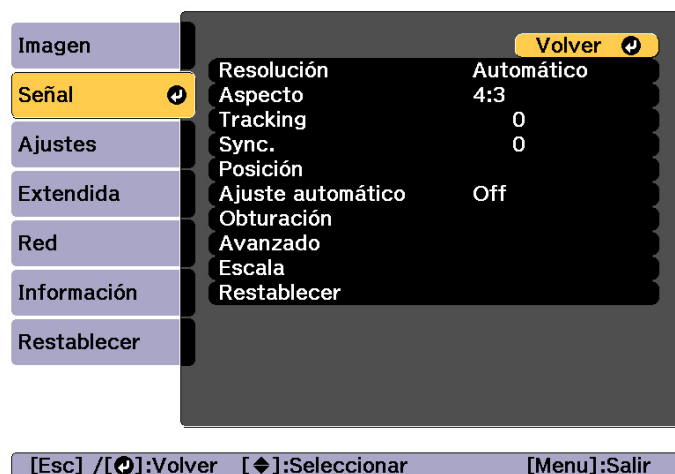 Imagen
Señal
Ajustes
Extendida
Red
Información
Restablecer
Volver
Resolución Automático
Aspecto 4:3
Tracking 0
Sync. 0
Posición
Ajuste automático Off
Obturación
Avanzado
Escala
Restablecer
[Esc] /[]:Volver []:Seleccionar [Menu]:Salir